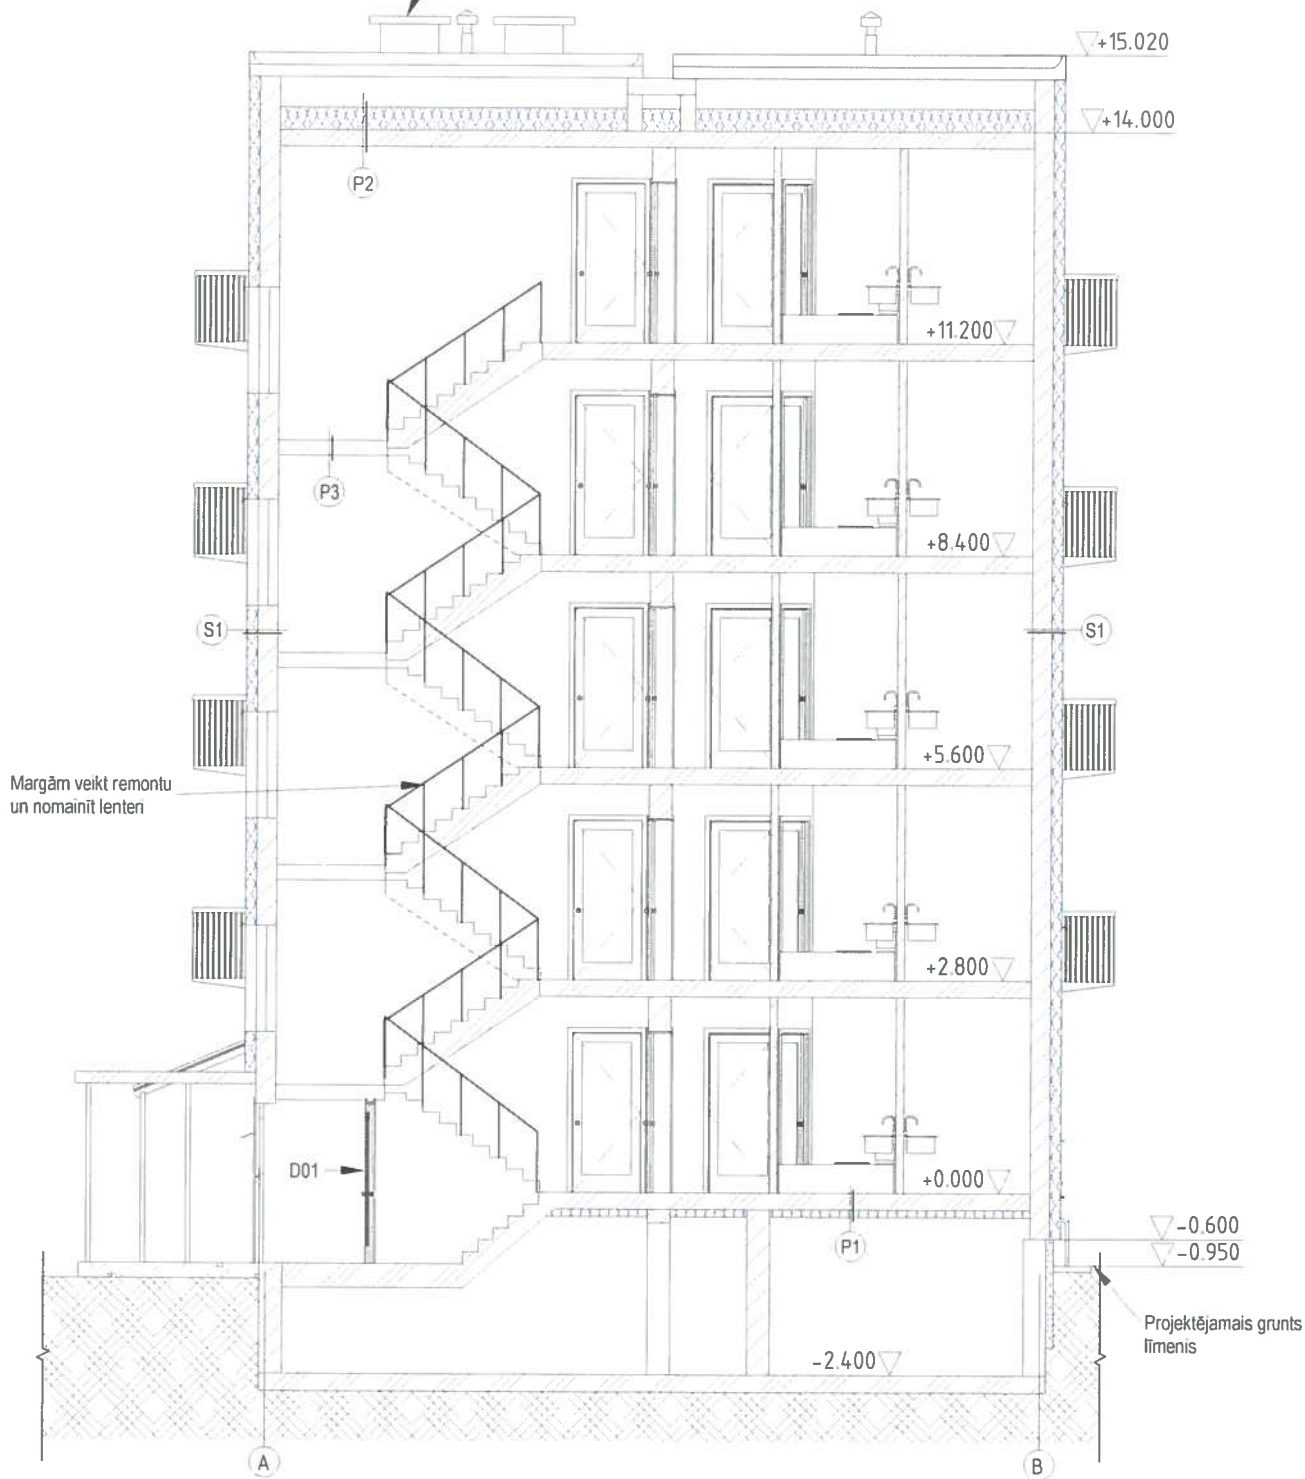 +15.020
+14.000
P2
+11.200
P3
+8.400
S1
S1
+5.600
Margām veikt remontu
un nomainīt lenteri
+2.800
D01
+0.000
P1
-0.600
-0.950
Projektējamais grunts
līmenis
-2.400
A
B